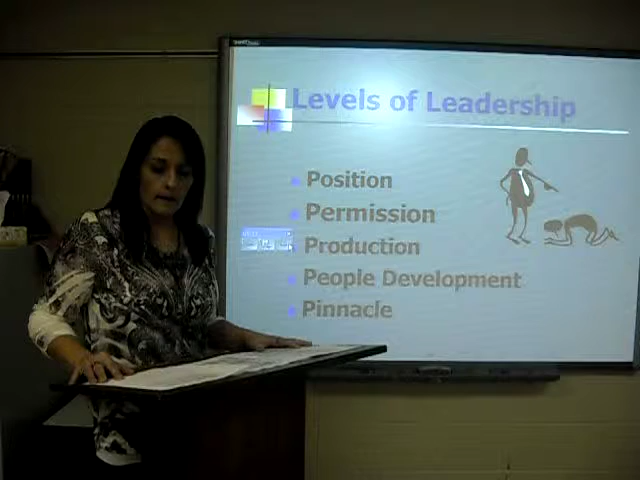 Levels of Leadership
Position
Permission
Production
People Development
Pinnacle